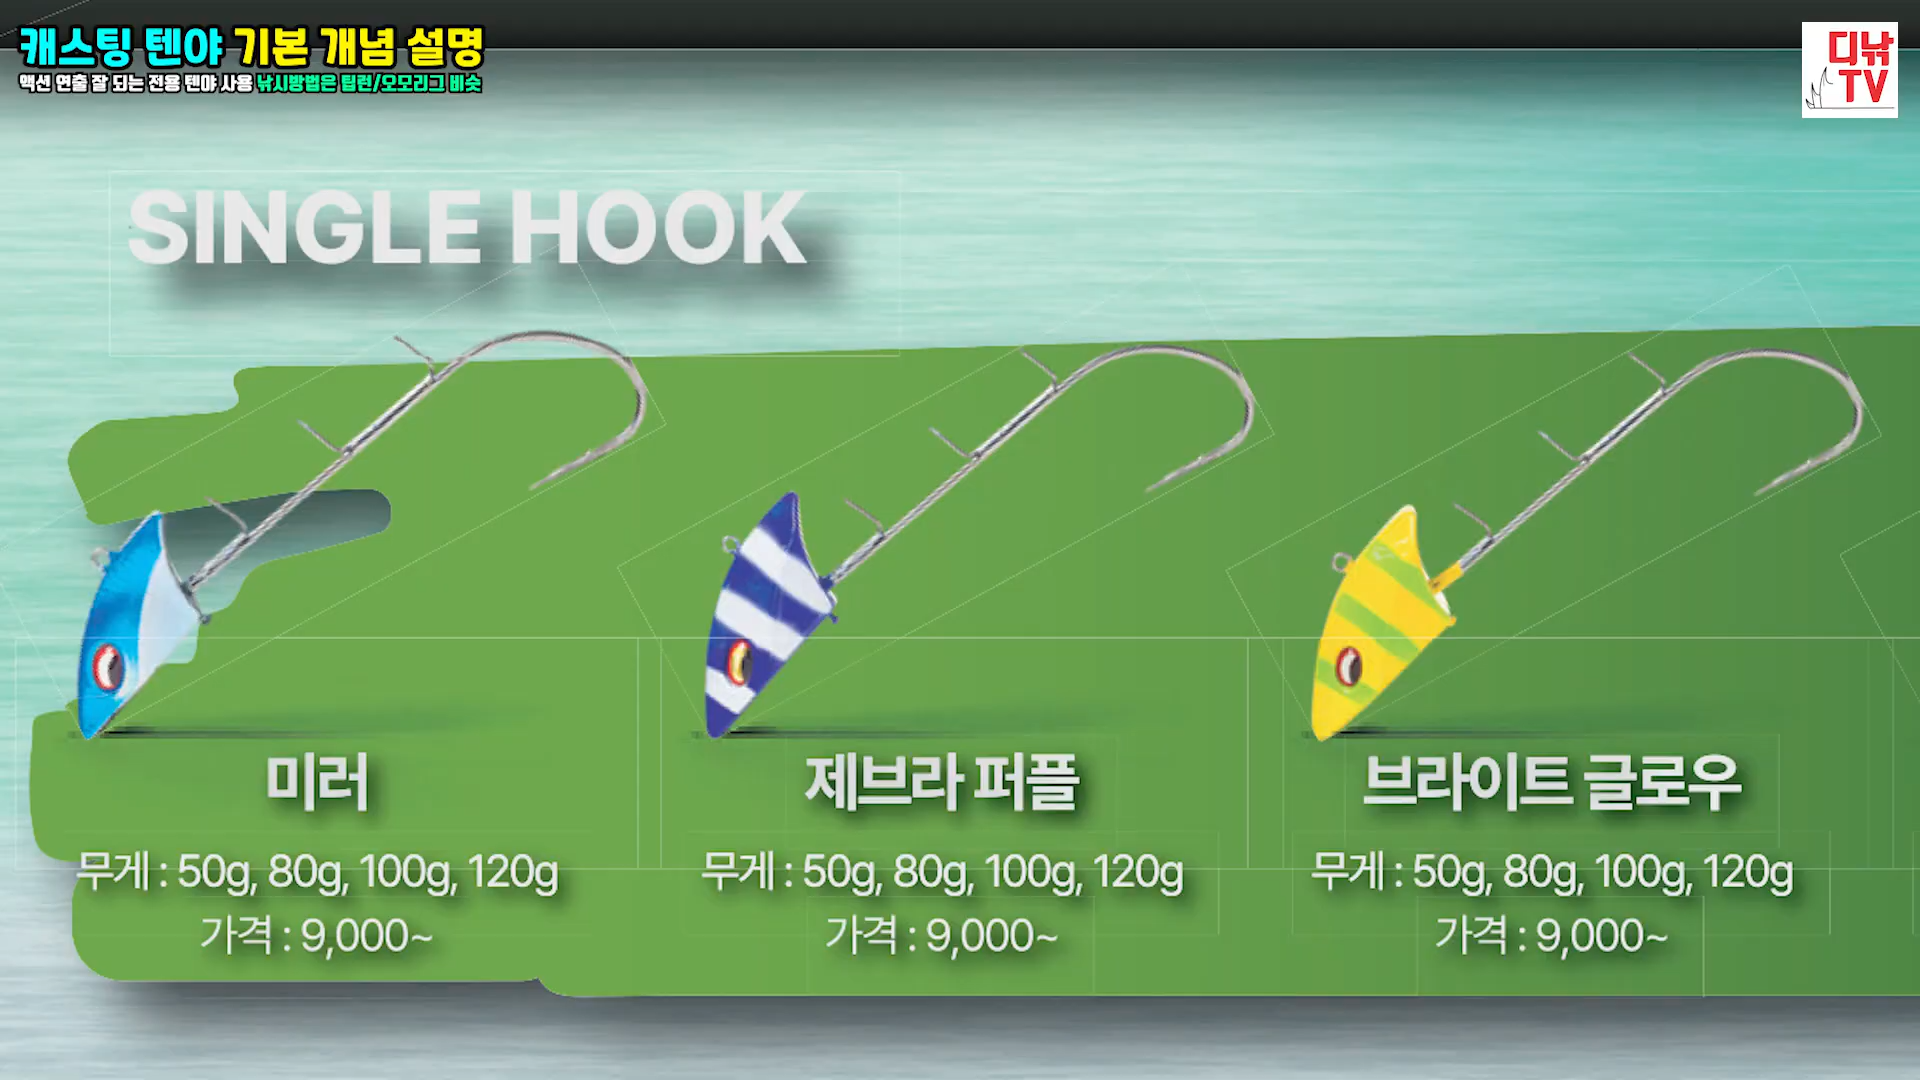 캐스팅 텐야 기본 개념 설명
액션 연출 잘 되는 전용 텐야 사용 낚시방법은 팁런/오모리그 비슷
디낚
TV
SINGLE HOOK
미러
무게 : 50g, 80g, 100g, 120g
가격 : 9,000~
제브라 퍼플
무게 : 50g, 80g, 100g, 120g
가격 : 9,000~
브라이트 글로우
무게 : 50g, 80g, 100g, 120g
가격 : 9,000~